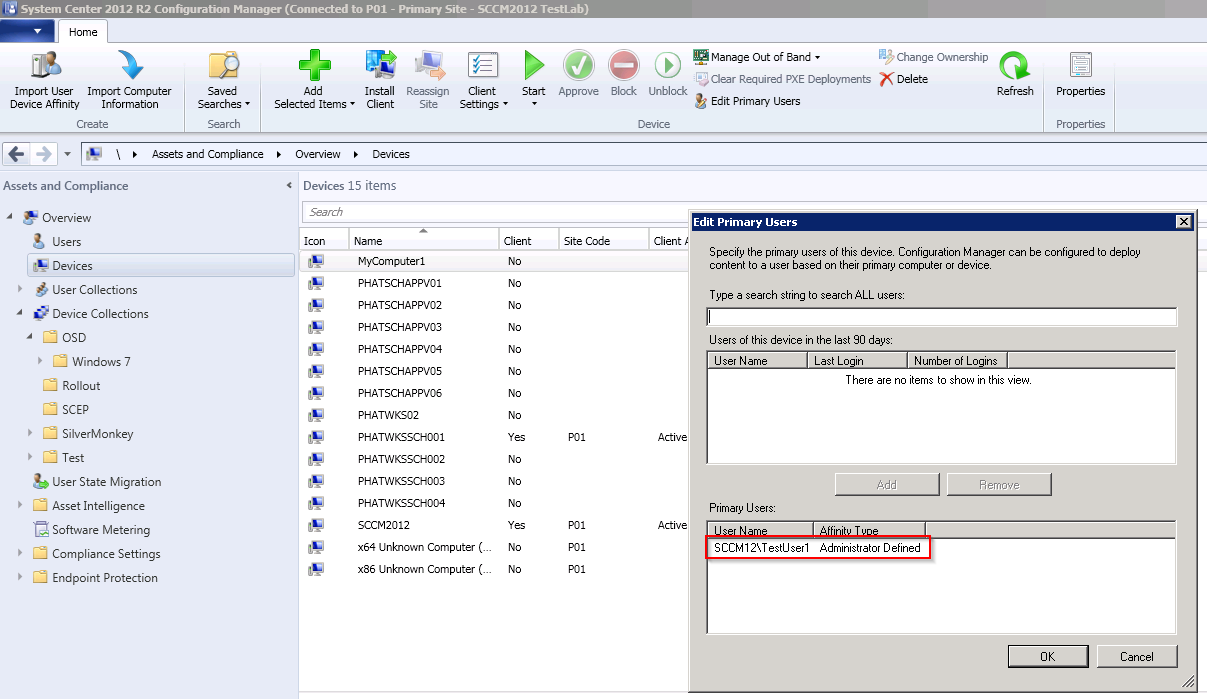 System Center 2012 R2 Configuration Manager (Connected to P01 - Primary Site - SCCM2012 TestLab)
Home
Import User Device Affinity
Import Computer Information
Saved Searches
Add Selected Items
Install Client
Reassign Site
Client Settings
Start
Approve
Block
Unblock
Manage Out of Band
Clear Required PXE Deployments
Edit Primary Users
Change Ownership
Delete
Refresh
Properties
Create
Search
Device
Properties
\ Assets and Compliance Overview Devices
Assets and Compliance
Overview
Users
Devices
User Collections
Device Collections
OSD
Windows 7
Rollout
SCEP
SilverMonkey
Test
User State Migration
Asset Intelligence
Software Metering
Compliance Settings
Endpoint Protection
Devices 15 items
Search
Icon Name Client Site Code Client A
MyComputer1 No
PHATSCHAPPV01 No
PHATSCHAPPV02 No
PHATSCHAPPV03 No
PHATSCHAPPV04 No
PHATSCHAPPV05 No
PHATSCHAPPV06 No
PHATWKS02 No
PHATWKSSCH001 Yes P01 Active
PHATWKSSCH002 No
PHATWKSSCH003 No
PHATWKSSCH004 No
SCCM2012 Yes P01 Active
x64 Unknown Computer (... No P01
x86 Unknown Computer (... No P01
Edit Primary Users
Specify the primary users of this device. Configuration Manager can be configured to deploy
content to a user based on their primary computer or device.
Type a search string to search ALL users:
Users of this device in the last 90 days:
User Name Last Login Number of Logins
There are no items to show in this view.
Add Remove
Primary Users:
User Name Affinity Type
SCCM12\TestUser1 Administrator Defined
OK Cancel